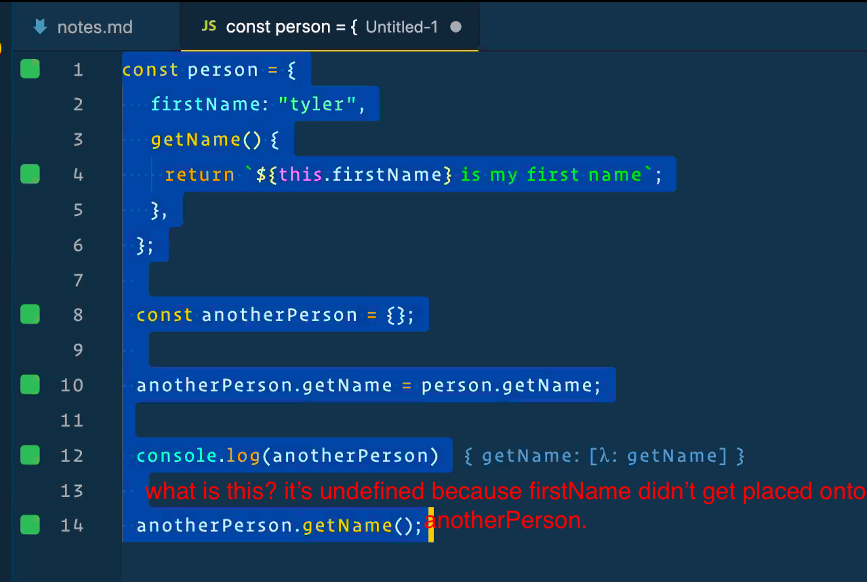 notes.md
JS const person = { Untitled-1
1 const person = {
2 firstName: "tyler",
3 getName() {
4 return `${this.firstName} is my first name`;
5 },
6 };
7
8 const anotherPerson = {};
9
10 anotherPerson.getName = person.getName;
11
12 console.log(anotherPerson) { getName: [λ: getName] }
13 what is this? it's undefined because firstName didn't get placed onto
14 anotherPerson.getName(); anotherPerson.